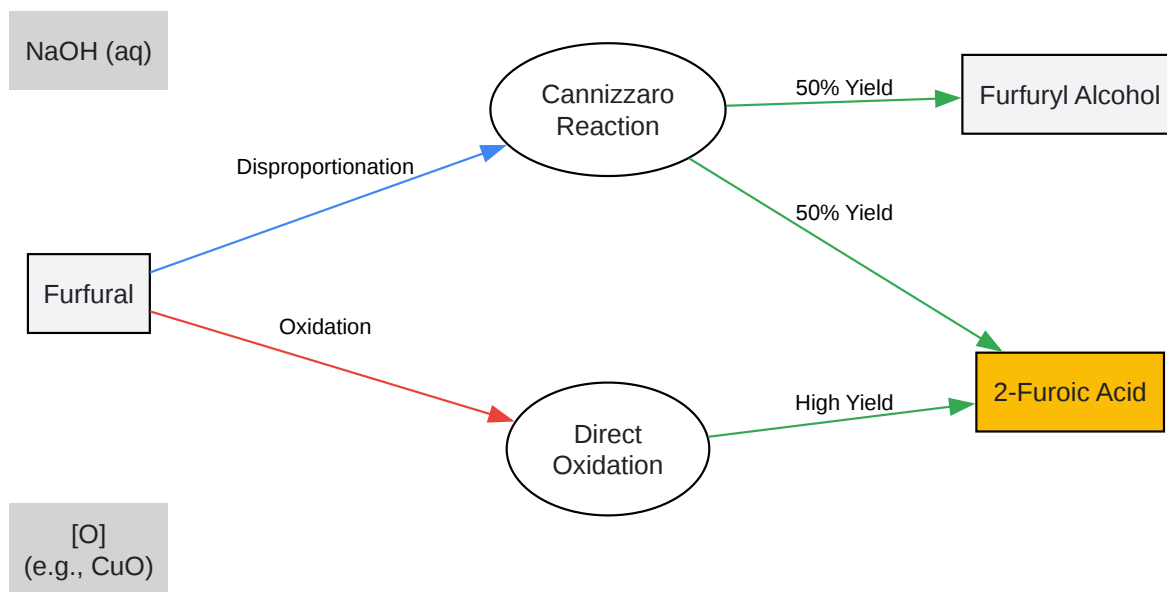 NaOH (aq)
Cannizzaro
Reaction
50% Yield
Furfuryl Alcohol
Disproportionation
50% Yield
Furfural
Oxidation
Direct
Oxidation
High Yield
2-Furoic Acid
[O]
(e.g., CuO)